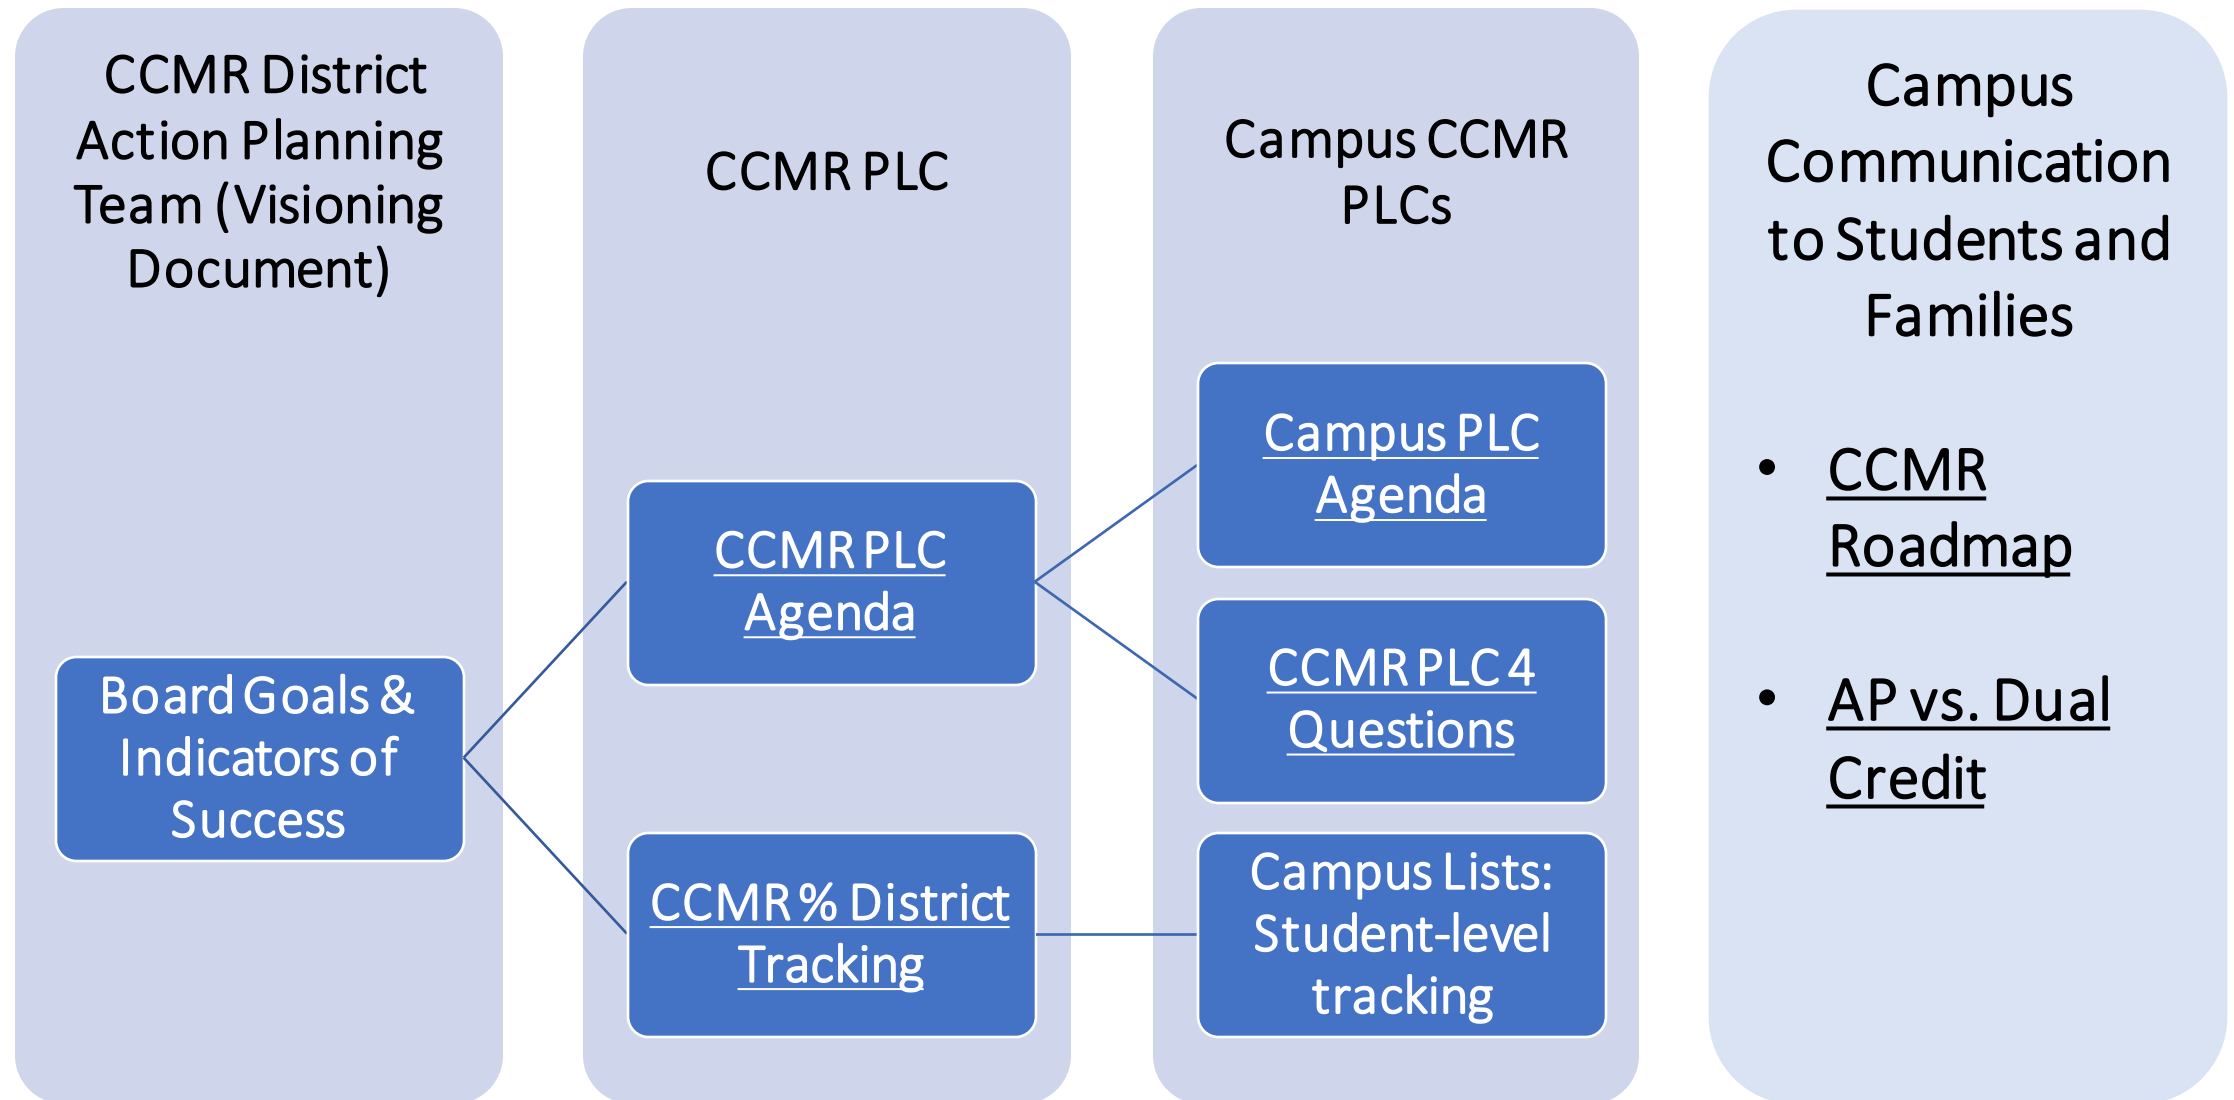 CCMR District
Action Planning
Team (Visioning
Document)
Board Goals &
Indicators of
Success
CCMR PLC
CCMR PLC
Agenda
CCMR % District
Tracking
Campus CCMR
PLCs
Campus PLC
Agenda
CCMR PLC 4
Questions
Campus Lists:
Student-level
tracking
Campus
Communication
to Students and
Families
• CCMR
Roadmap
• AP vs. Dual
Credit